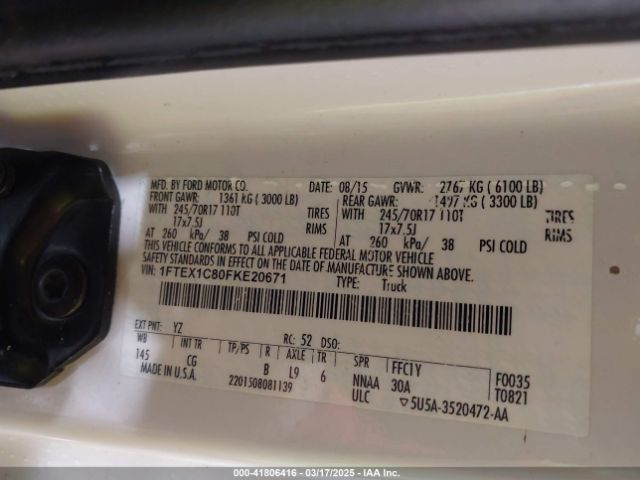 MFD. BY FORD MOTOR CO. DATE: 08/15 GVWR: 2767 KG ( 6100 LB)
FRONT GAWR: 1361 KG ( 3000 LB) REAR GAWR: 1497 KG ( 3300 LB)
WITH 245/70R17 110T TIRES WITH 245/70R17 110T TIRES
17x7.5J RIMS 17x7.5J RIMS
AT 260 kPa/ 38 PSI COLD AT 260 kPa/ 38 PSI COLD
THIS VEHICLE CONFORMS TO ALL APPLICABLE FEDERAL MOTOR VEHICLE
SAFETY STANDARDS IN EFFECT ON THE DATE OF MANUFACTURE SHOWN ABOVE.
VIN: 1FTEX1C80FKE20671 TYPE: Truck
EXT PNT: YZ RC: 52 DSO:
WB INT TR TP/PS R AXLE TR SPR FFC1Y F0035
145 CG B L9 6 NNAA 30A T0821
MADE IN U.S.A. 2201508081139 ULC ▽5U5A-3520472-AA
000-41806416 - 03/17/2025 - IAA Inc.